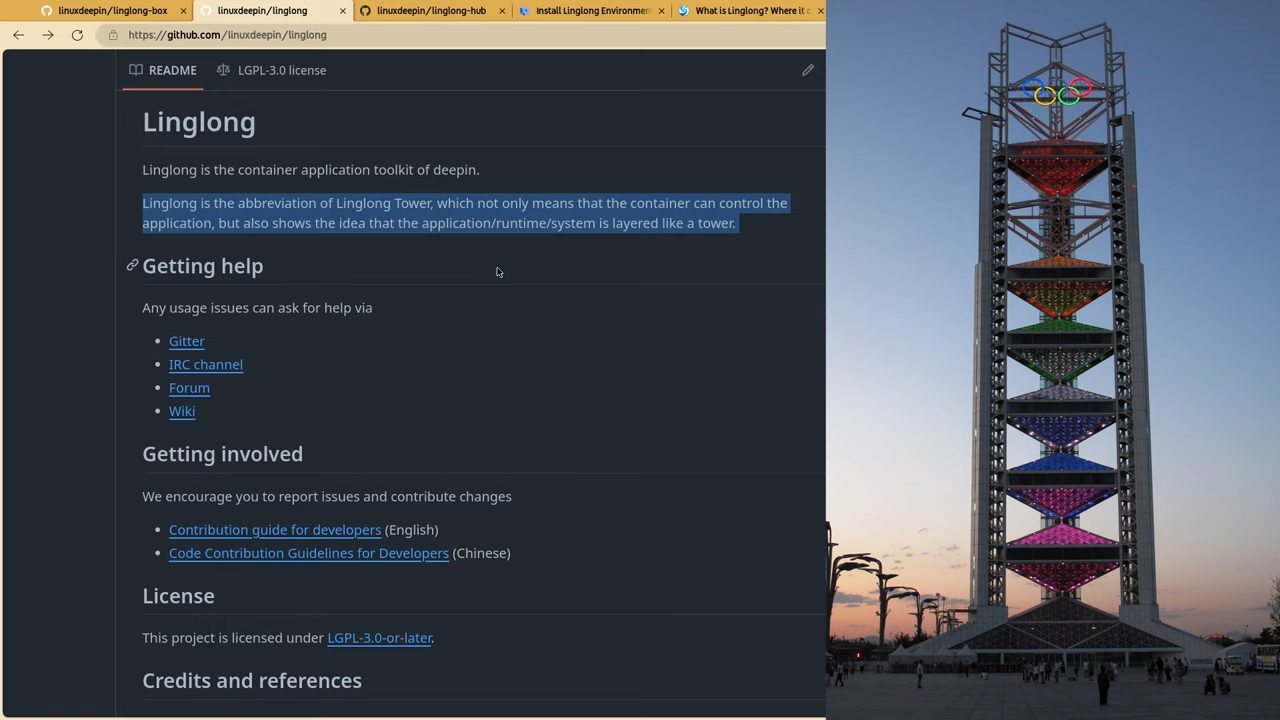 linuxdeepin/linglong-box
linuxdeepin/linglong
linuxdeepin/linglong-hub
Install Linglong Environmen
What is Linglong? Where it
https://github.com/linuxdeepin/linglong
README
LGPL-3.0 license
Linglong
Linglong is the container application toolkit of deepin.
Linglong is the abbreviation of Linglong Tower, which not only means that the container can control the
application, but also shows the idea that the application/runtime/system is layered like a tower.
Getting help
Any usage issues can ask for help via
Gitter
IRC channel
Forum
Wiki
Getting involved
We encourage you to report issues and contribute changes
Contribution guide for developers (English)
Code Contribution Guidelines for Developers (Chinese)
License
This project is licensed under LGPL-3.0-or-later.
Credits and references